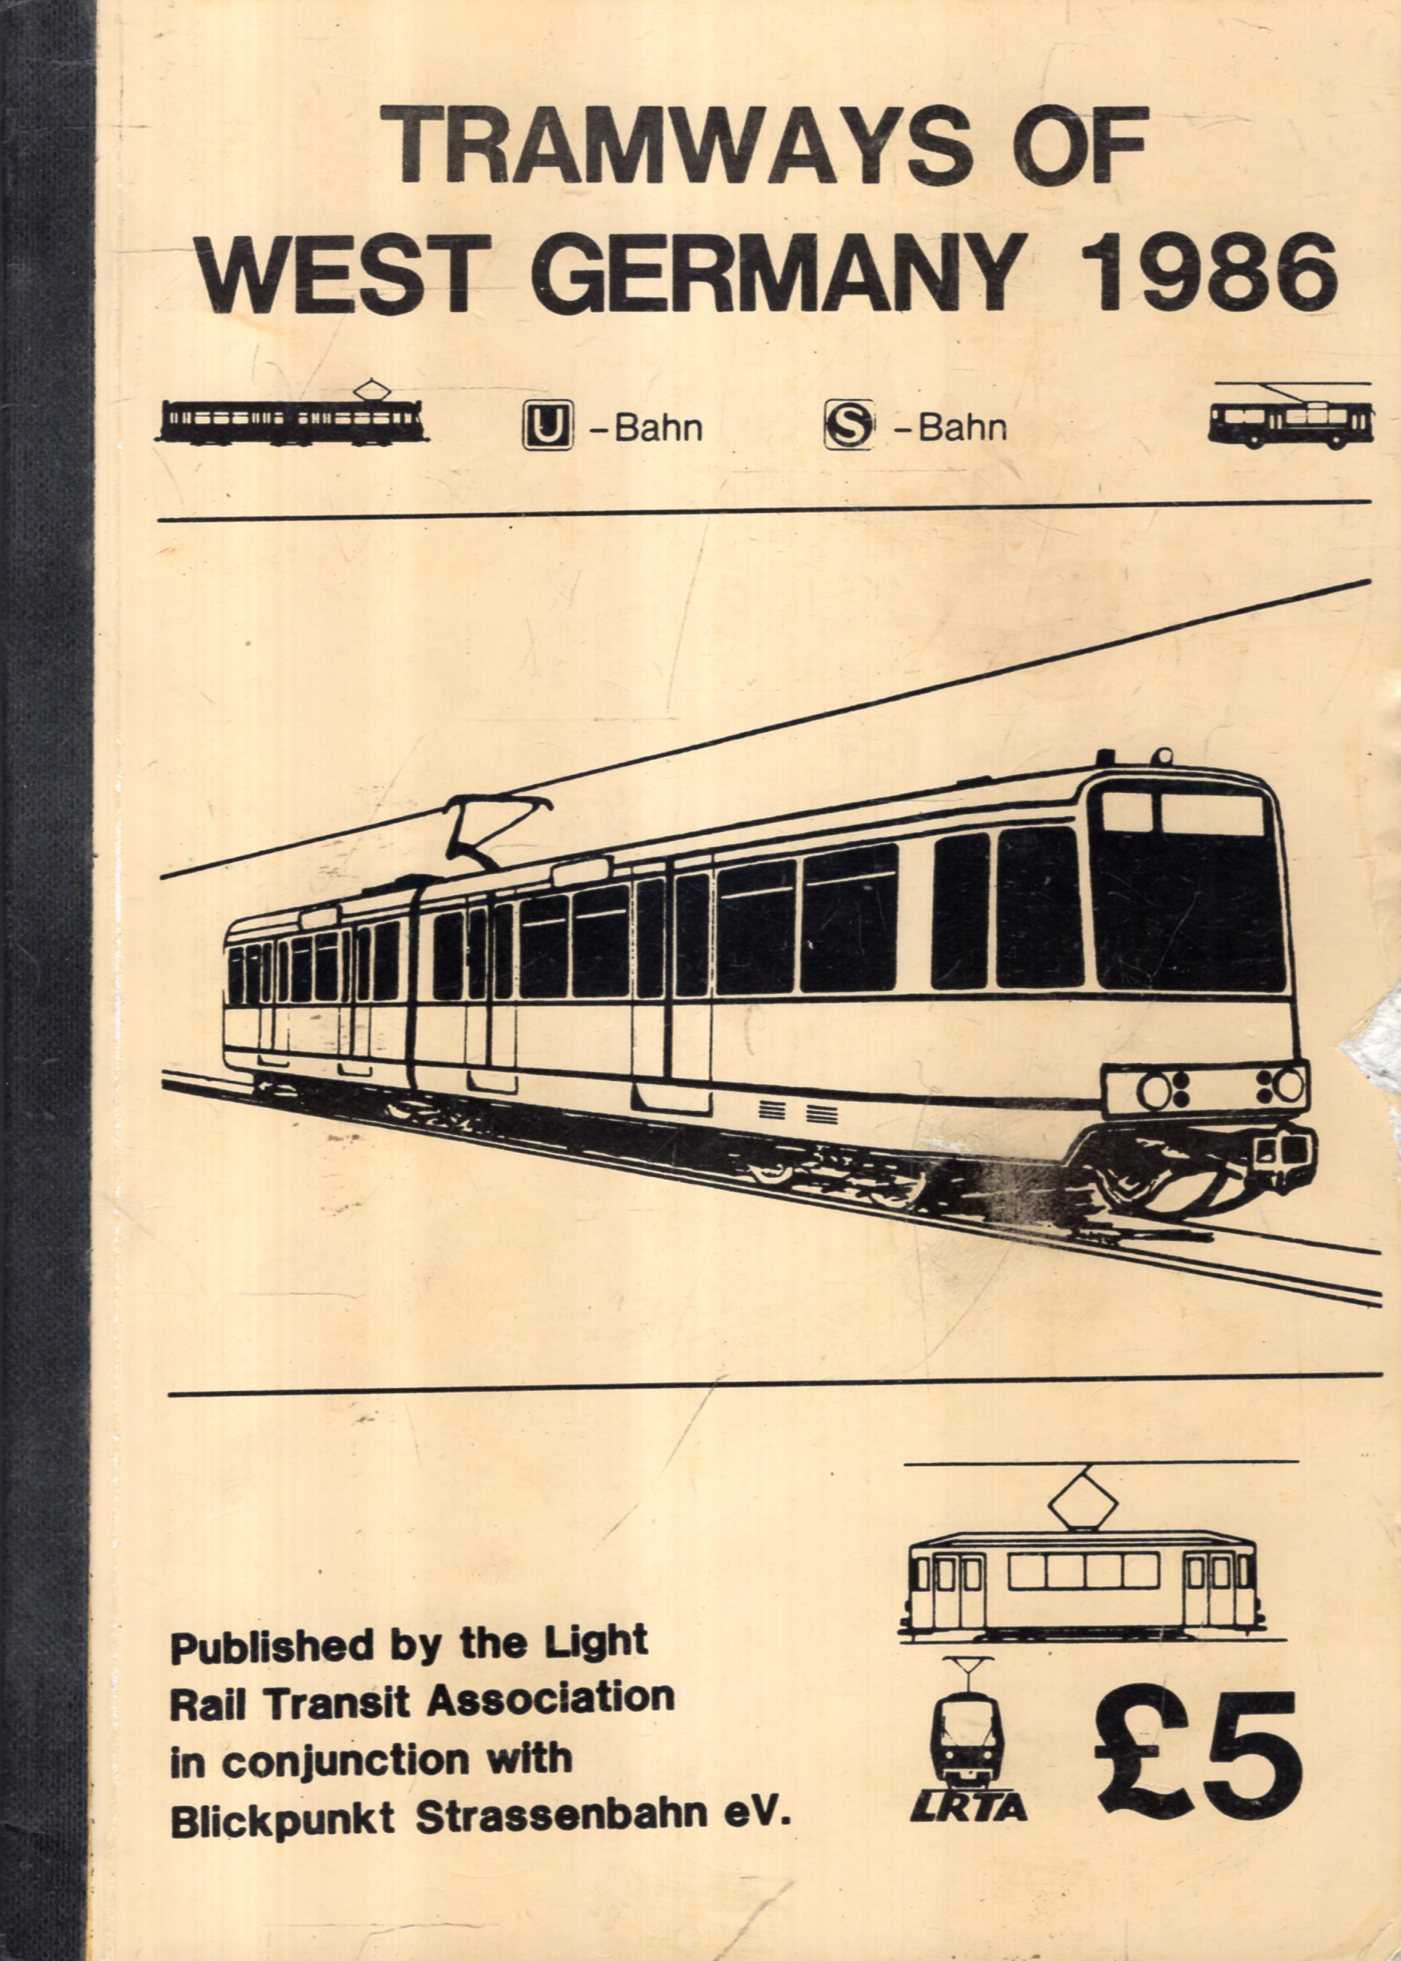 TRAMWAYS OF
WEST GERMANY 1986
U -Bahn S -Bahn
Published by the Light
Rail Transit Association
in conjunction with
Blickpunkt Strassenbahn eV.
LRTA
£5